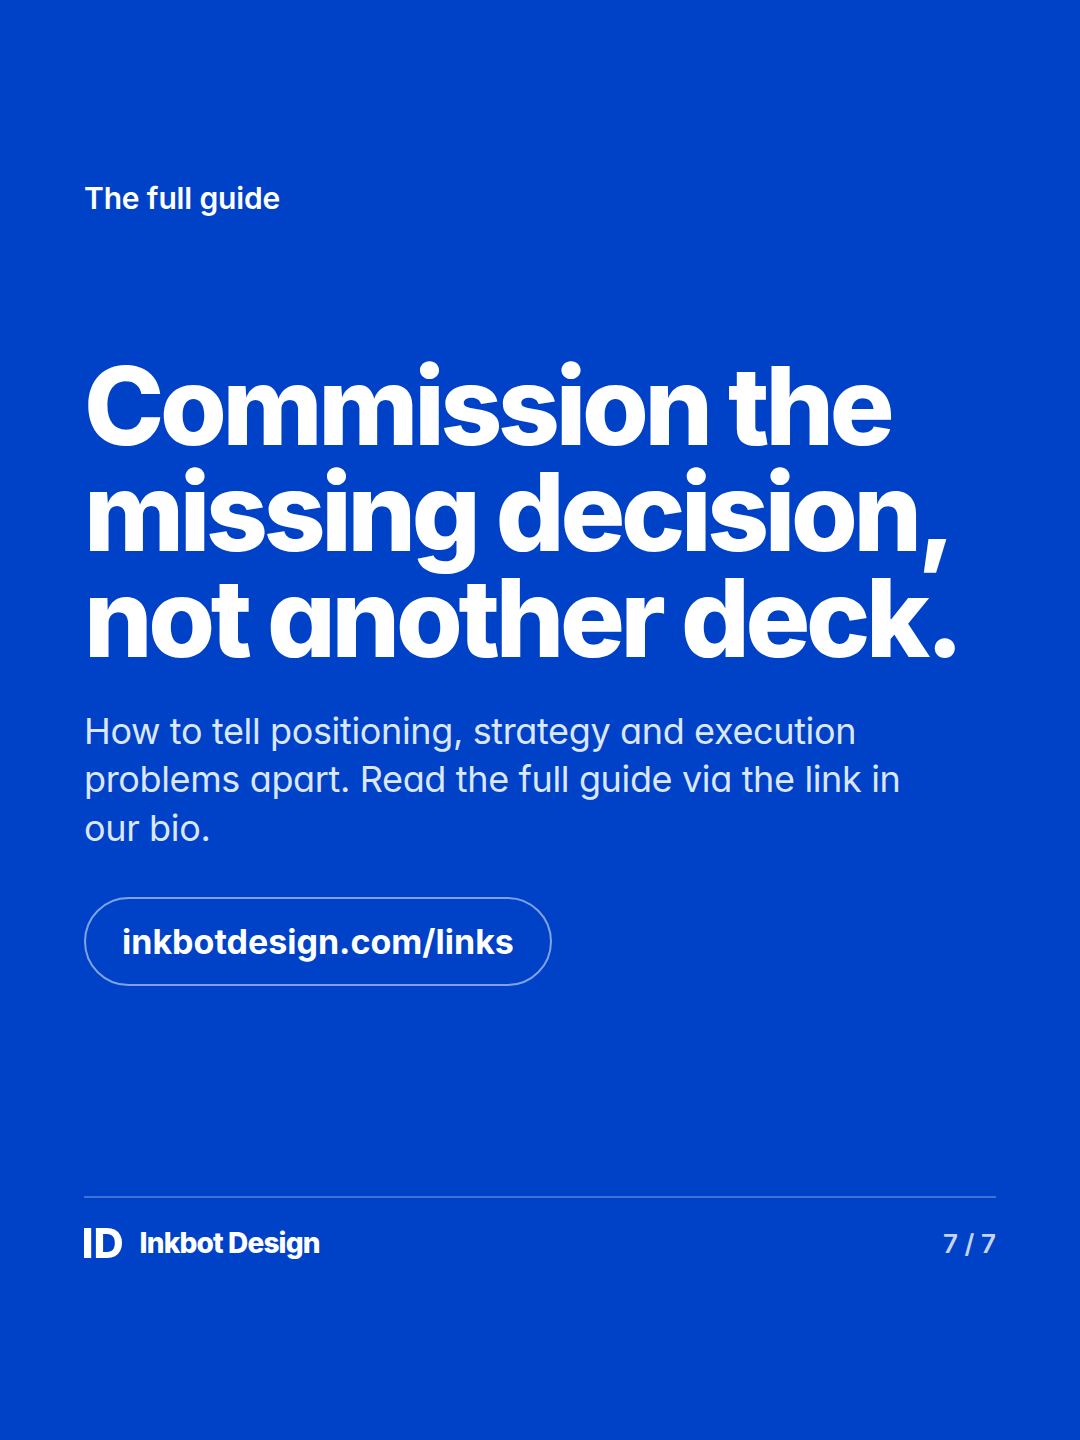 The full guide
Commission the
missing decision,
not another deck.
How to tell positioning, strategy and execution
problems apart. Read the full guide via the link in
our bio.
inkbotdesign.com/links
ID Inkbot Design
7 / 7